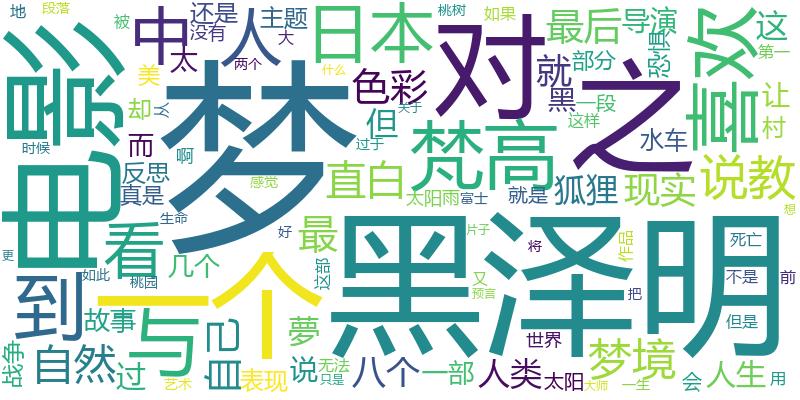 地
段落
被
还是
没有
主题
大
两个
什么
日本
桃树
关于
如果
最后
导演
这
第一
电影
中
人
太
美
却
从
色彩
对
就
部分
恐惧
黑
一段
这样
之
喜欢
让
村
水车
时候
而
啊
反思
真是
生命
梦
感觉
但
过于
直白
梵高
太阳雨
富士
就是
狐狸
现实
说教
想
看
到
更
如此
桃园
几个
好
最
这部
片子
又
预言
将
作品
死亡
不是
前
但是
一个
与
故事
自己
夢
黑泽明
把
世界
战争
自然
过
艺术
表现
说
无法
只是
八个
一部
人类
太阳
大师
梦境
一生
会
人生
用